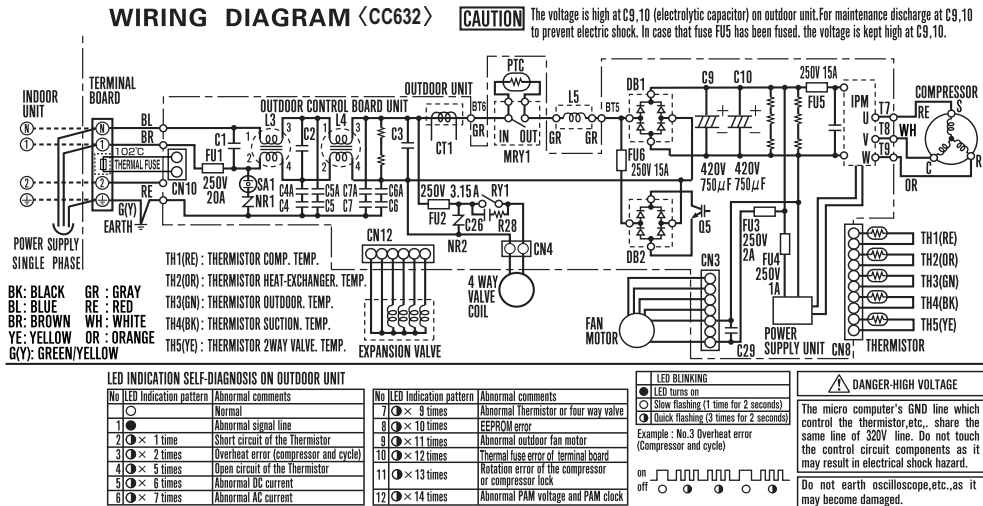 WIRING DIAGRAM〈CC632〉
CAUTION
The voltage is high at C9,10 (electrolytic capacitor) on outdoor unit.For maintenance discharge at C9,10
to prevent electric shock. In case that fuse FU5 has been fused. the voltage is kept high at C9,10.
INDOOR
UNIT
TERMINAL
BOARD
N
N
1
1
2
2
BL
BR
102℃
THERMAL FUSE
CN10
RE
G(Y)
EARTH
POWER SUPPLY
SINGLE PHASE
OUTDOOR UNIT
OUTDOOR CONTROL BOARD UNIT
FU1
250V
20A
C1
SA1
NR1
L3
1
2
3
4
C2
C4A
C4
C5A
C5
L4
1
2
3
4
C7A
C7
C6A
C6
C3
CT1
BT6
GR
PTC
IN
OUT
MRY1
L5
GR
GR
BT5
250V 3.15A
FU2
RY1
C26
R28
NR2
CN4
4 WAY
VALVE
COIL
CN12
EXPANSION VALVE
DB1
FU6
250V 15A
DB2
C9
C10
420V
750μF
420V
750μF
Q5
250V 15A
FU5
IPM
U
V
W
T7
T8
T9
RE
WH
OR
COMPRESSOR
S
C
R
FU3
250V
2A
FU4
250V
1A
CN3
FAN
MOTOR
C29
POWER
SUPPLY UNIT
CN8
TH1(RE)
TH2(OR)
TH3(GN)
TH4(BK)
TH5(YE)
THERMISTOR
TH1(RE) : THERMISTOR COMP. TEMP.
TH2(OR) : THERMISTOR HEAT-EXCHANGER. TEMP.
TH3(GN) : THERMISTOR OUTDOOR. TEMP.
TH4(BK) : THERMISTOR SUCTION. TEMP.
TH5(YE) : THERMISTOR 2WAY VALVE. TEMP.
BK: BLACK GR : GRAY
BL: BLUE RE : RED
BR: BROWN WH: WHITE
YE: YELLOW OR : ORANGE
G(Y): GREEN/YELLOW
LED INDICATION SELF-DIAGNOSIS ON OUTDOOR UNIT
No LED Indication pattern Abnormal comments
○ Normal
1 ● Abnormal signal line
2 ◑× 1 time Short circuit of the Thermistor
3 ◑× 2 times Overheat error (compressor and cycle)
4 ◑× 5 times Open circuit of the Thermistor
5 ◑× 6 times Abnormal DC current
6 ◑× 7 times Abnormal AC current
No LED Indication pattern Abnormal comments
7 ◑× 9 times Abnormal Thermistor or four way valve
8 ◑× 10 times EEPROM error
9 ◑× 11 times Abnormal outdoor fan motor
10 ◑× 12 times Thermal fuse error of terminal board
11 ◑× 13 times Rotation error of the compressor
or compressor lock
12 ◑× 14 times Abnormal PAM voltage and PAM clock
LED BLINKING
● LED turns on
○ Slow flashing (1 time for 2 seconds)
◑ Quick flashing (3 times for 2 seconds)
Example : No.3 Overheat error
(Compressor and cycle)
on
off
DANGER-HIGH VOLTAGE
The micro computer's GND line which
control the thermistor,etc,. share the
same line of 320V line. Do not touch
the control circuit components as it
may result in electrical shock hazard.
Do not earth oscilloscope,etc.,as it
may become damaged.